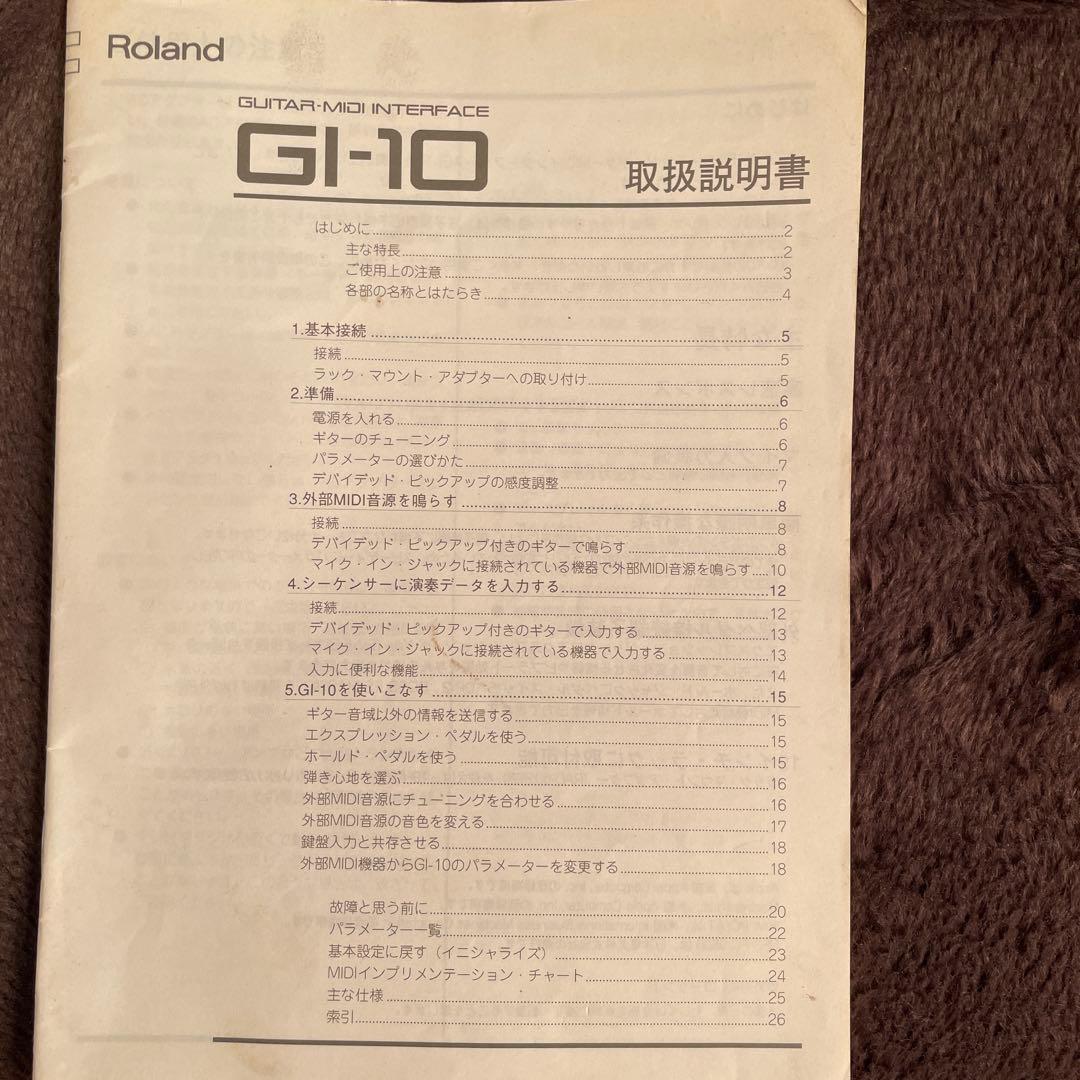 Roland
GUITAR-MIDI INTERFACE
GI-10
取扱説明書
はじめに 2
主な特長 2
ご使用上の注意 3
各部の名称とはたらき 4
1.基本接続 5
接続 5
ラック・マウント・アダプターへの取り付け 5
2.準備 6
電源を入れる 6
ギターのチューニング 6
パラメーターの選びかた 7
デバイデッド・ピックアップの感度調整 7
3.外部MIDI音源を鳴らす 8
接続 8
デバイデッド・ピックアップ付きのギターで鳴らす 8
マイク・イン・ジャックに接続されている機器で外部MIDI音源を鳴らす 10
4.シーケンサーに演奏データを入力する 12
接続 12
デバイデッド・ピックアップ付きのギターで入力する 13
マイク・イン・ジャックに接続されている機器で入力する 13
入力に便利な機能 14
5.GI-10を使いこなす 15
ギター音域以外の情報を送信する 15
エクスプレッション・ペダルを使う 15
ホールド・ペダルを使う 15
弾き心地を選ぶ 16
外部MIDI音源にチューニングを合わせる 16
外部MIDI音源の音色を変える 17
鍵盤入力と共存させる 18
外部MIDI機器からGI-10のパラメーターを変更する 18
故障と思う前に 20
パラメーター一覧 22
基本設定に戻す（イニシャライズ） 23
MIDIインプリメンテーション・チャート 24
主な仕様 25
索引 26